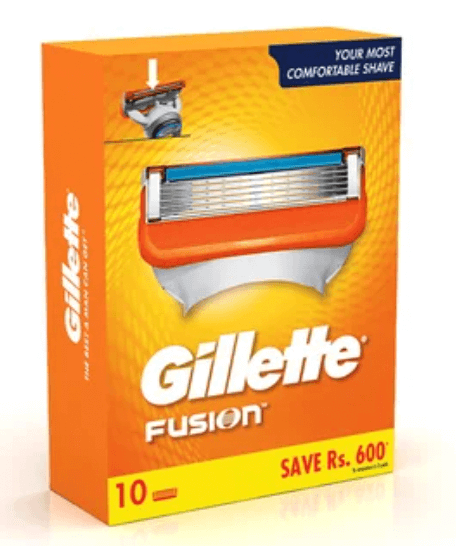 YOUR MOST
COMFORTABLE SHAVE
Gillette
THE BEST A MAN CAN GET
Gillette
FUSION
SAVE Rs. 600*
10